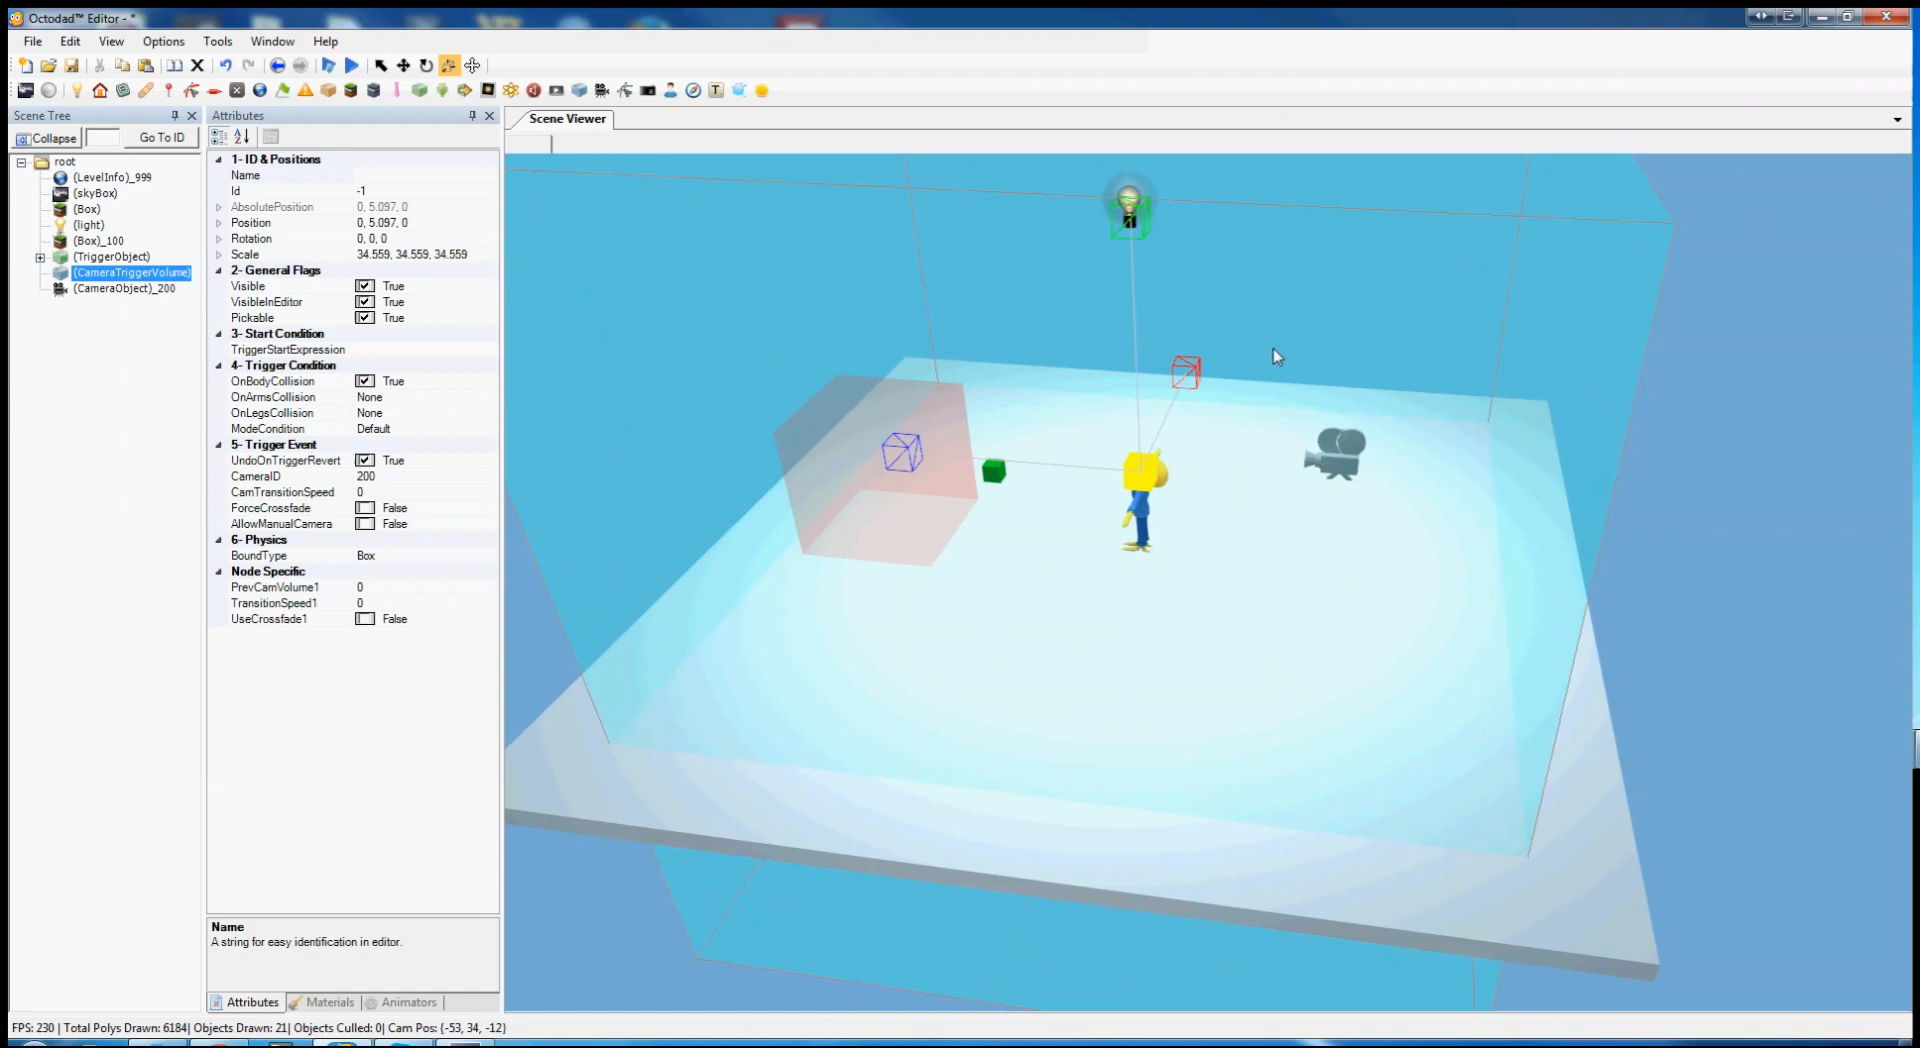 Octodad™ Editor - *
File Edit View Options Tools Window Help
Scene Tree
Collapse Go To ID
root
(LevelInfo)_999
(skyBox)
(Box)
(light)
(Box)_100
(TriggerObject)
(CameraTriggerVolume)
(CameraObject)_200
Attributes
1- ID & Positions
Name
Id -1
AbsolutePosition 0, 5.097, 0
Position 0, 5.097, 0
Rotation 0, 0, 0
Scale 34.559, 34.559, 34.559
2- General Flags
Visible True
VisibleInEditor True
Pickable True
3- Start Condition
TriggerStartExpression
4- Trigger Condition
OnBodyCollision True
OnArmsCollision None
OnLegsCollision None
ModeCondition Default
5- Trigger Event
UndoOnTriggerRevert True
CameraID 200
CamTransitionSpeed 0
ForceCrossfade False
AllowManualCamera False
6- Physics
BoundType Box
Node Specific
PrevCamVolume1 0
TransitionSpeed1 0
UseCrossfade1 False
Name
A string for easy identification in editor.
Attributes Materials Animators
Scene Viewer
FPS: 230 | Total Polys Drawn: 6184| Objects Drawn: 21| Objects Culled: 0| Cam Pos: {-53, 34, -12}